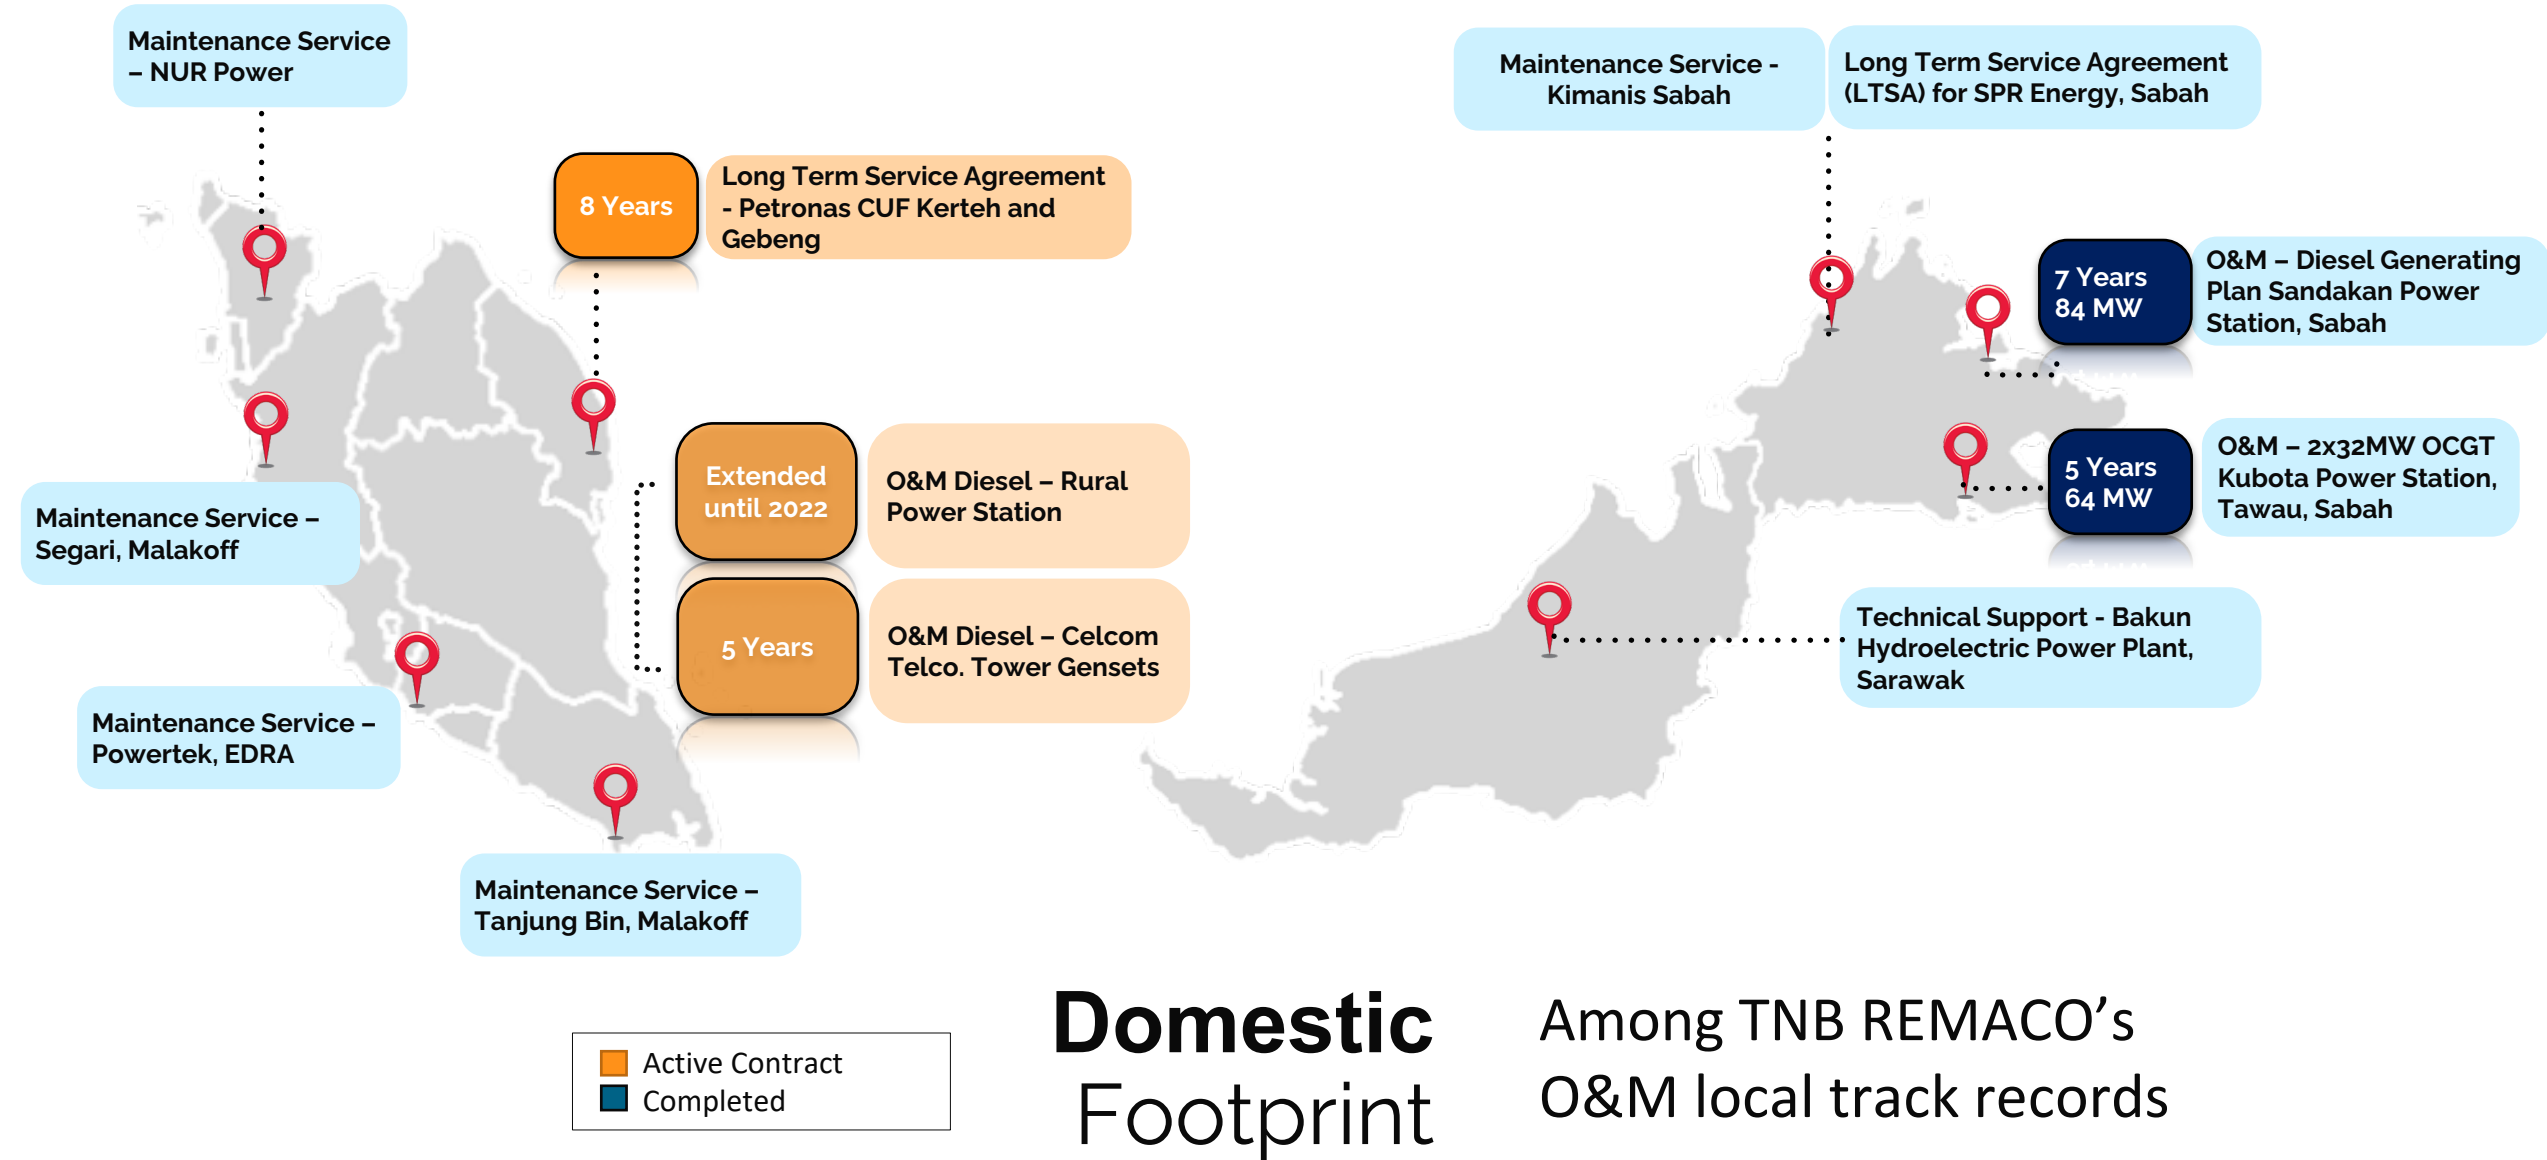 Maintenance Service
– NUR Power
8 Years
Long Term Service Agreement
- Petronas CUF Kerteh and
Gebeng
Maintenance Service –
Segari, Malakoff
Extended
until 2022
O&M Diesel – Rural
Power Station
5 Years
O&M Diesel – Celcom
Telco. Tower Gensets
Maintenance Service –
Powertek, EDRA
Maintenance Service –
Tanjung Bin, Malakoff
Maintenance Service -
Kimanis Sabah
Long Term Service Agreement
(LTSA) for SPR Energy, Sabah
7 Years
84 MW
O&M – Diesel Generating
Plan Sandakan Power
Station, Sabah
5 Years
64 MW
O&M – 2x32MW OCGT
Kubota Power Station,
Tawau, Sabah
Technical Support - Bakun
Hydroelectric Power Plant,
Sarawak
Active Contract
Completed
Domestic
Footprint
Among TNB REMACO’s
O&M local track records